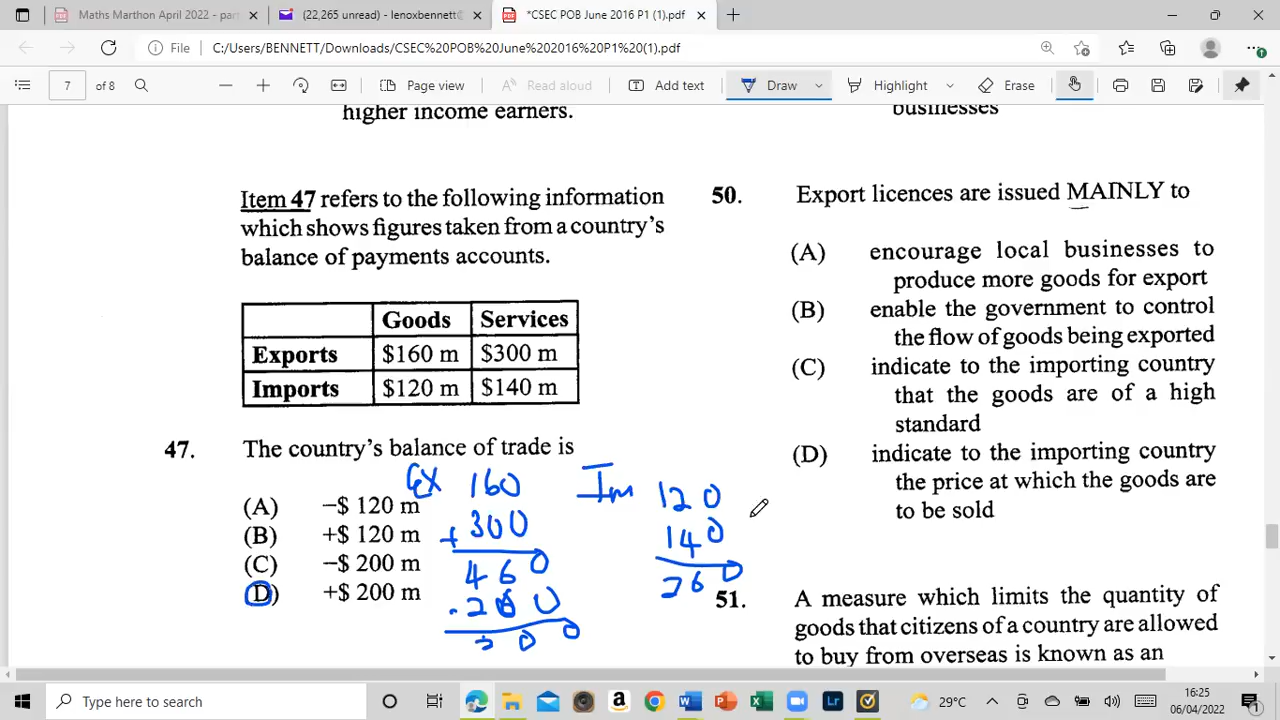 Maths Marthon April 2022 - par
(22,265 unread) - lenoxbennett@
*CSEC POB June 2016 P1 (1).pdf
File
C:/Users/BENNETT/Downloads/CSEC%20POB%20June%202016%20P1%20(1).pdf
7 of 8
Page view
Read aloud
Add text
Draw
Highlight
Erase
higher income earners.
Item 47 refers to the following information
which shows figures taken from a country's
balance of payments accounts.
Goods Services
Exports $160 m $300 m
Imports $120 m $140 m
47. The country's balance of trade is
(A) −$ 120 m
(B) +$ 120 m
(C) −$ 200 m
(D) +$ 200 m
Ex 160
+ 300
460
- 260
200
Im 120
140
260
businesses
50. Export licences are issued MAINLY to
(A) encourage local businesses to
produce more goods for export
(B) enable the government to control
the flow of goods being exported
(C) indicate to the importing country
that the goods are of a high
standard
(D) indicate to the importing country
the price at which the goods are
to be sold
51. A measure which limits the quantity of
goods that citizens of a country are allowed
to buy from overseas is known as an
Type here to search
29°C
16:25
06/04/2022